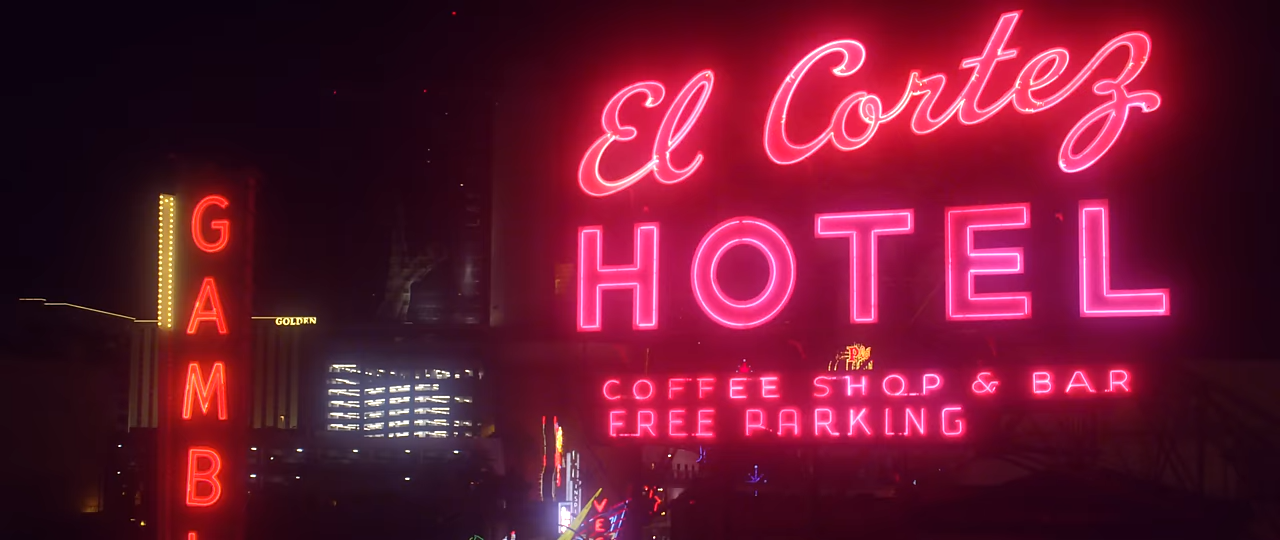 El Cortez
HOTEL
COFFEE SHOP & BAR
FREE PARKING
GAMB
GOLDEN